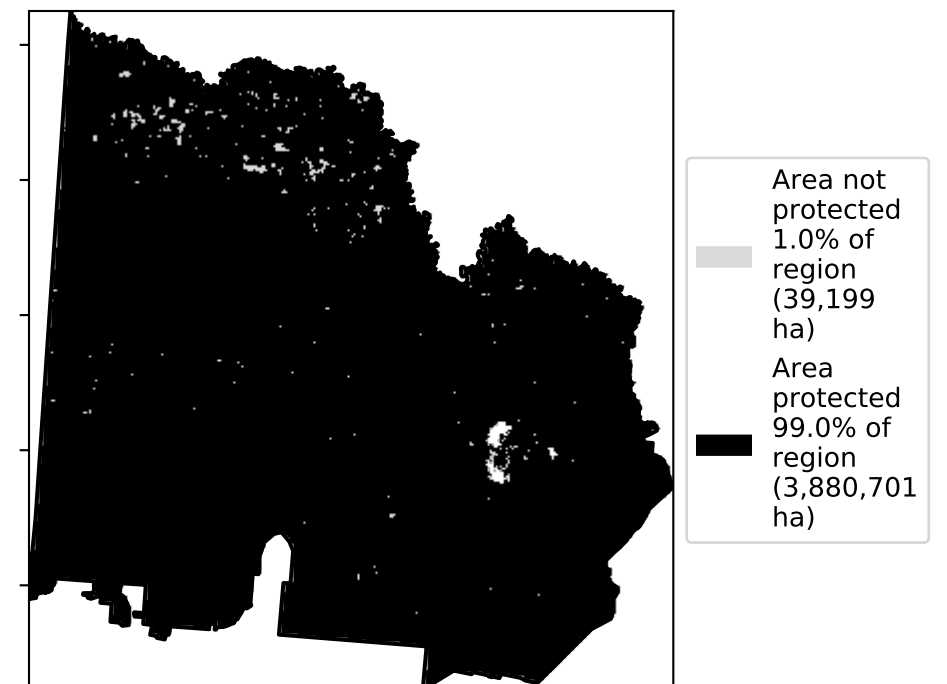 Area not
protected
1.0% of
region
(39,199
ha)
Area
protected
99.0% of
region
(3,880,701
ha)